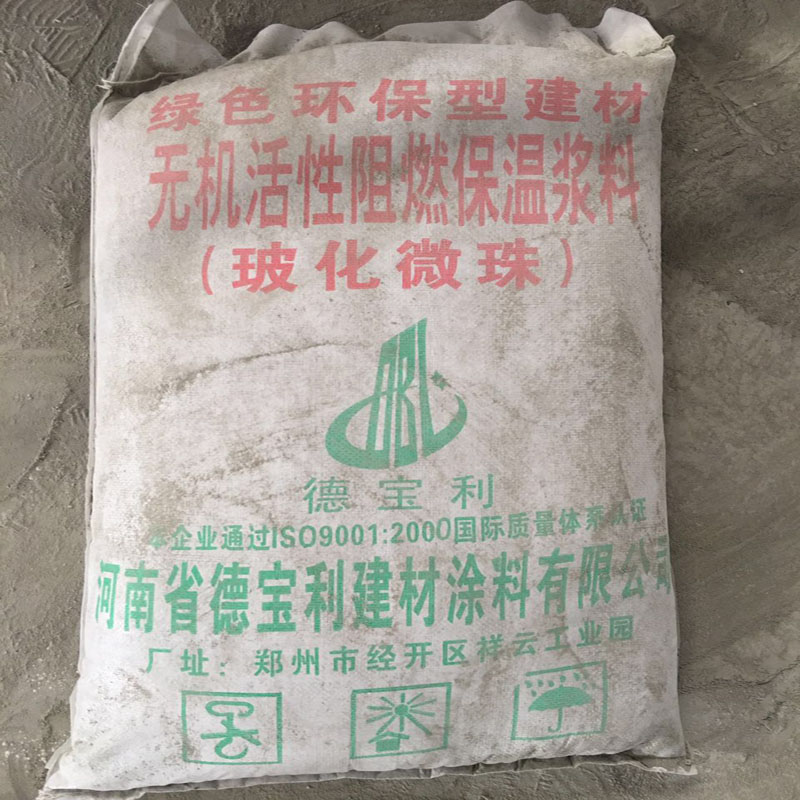 绿色环保型建材
无机活性阻燃保温浆料
(玻化微珠)
DBL
德宝利
本企业通过ISO9001:2000国际质量体系认证
河南省德宝利建材涂料有限公司
厂址：郑州市经开区祥云工业园